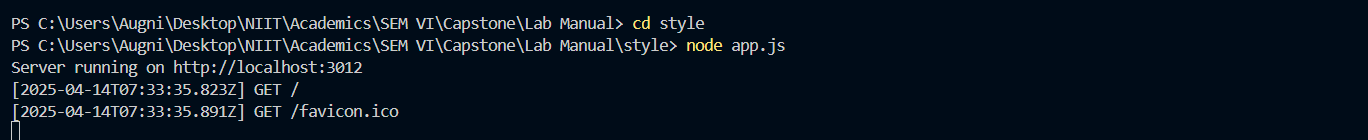 PS C:\Users\Augni\Desktop\NIIT\Academics\SEM VI\Capstone\Lab Manual> cd style
PS C:\Users\Augni\Desktop\NIIT\Academics\SEM VI\Capstone\Lab Manual\style> node app.js
Server running on http://localhost:3012
[2025-04-14T07:33:35.823Z] GET /
[2025-04-14T07:33:35.891Z] GET /favicon.ico